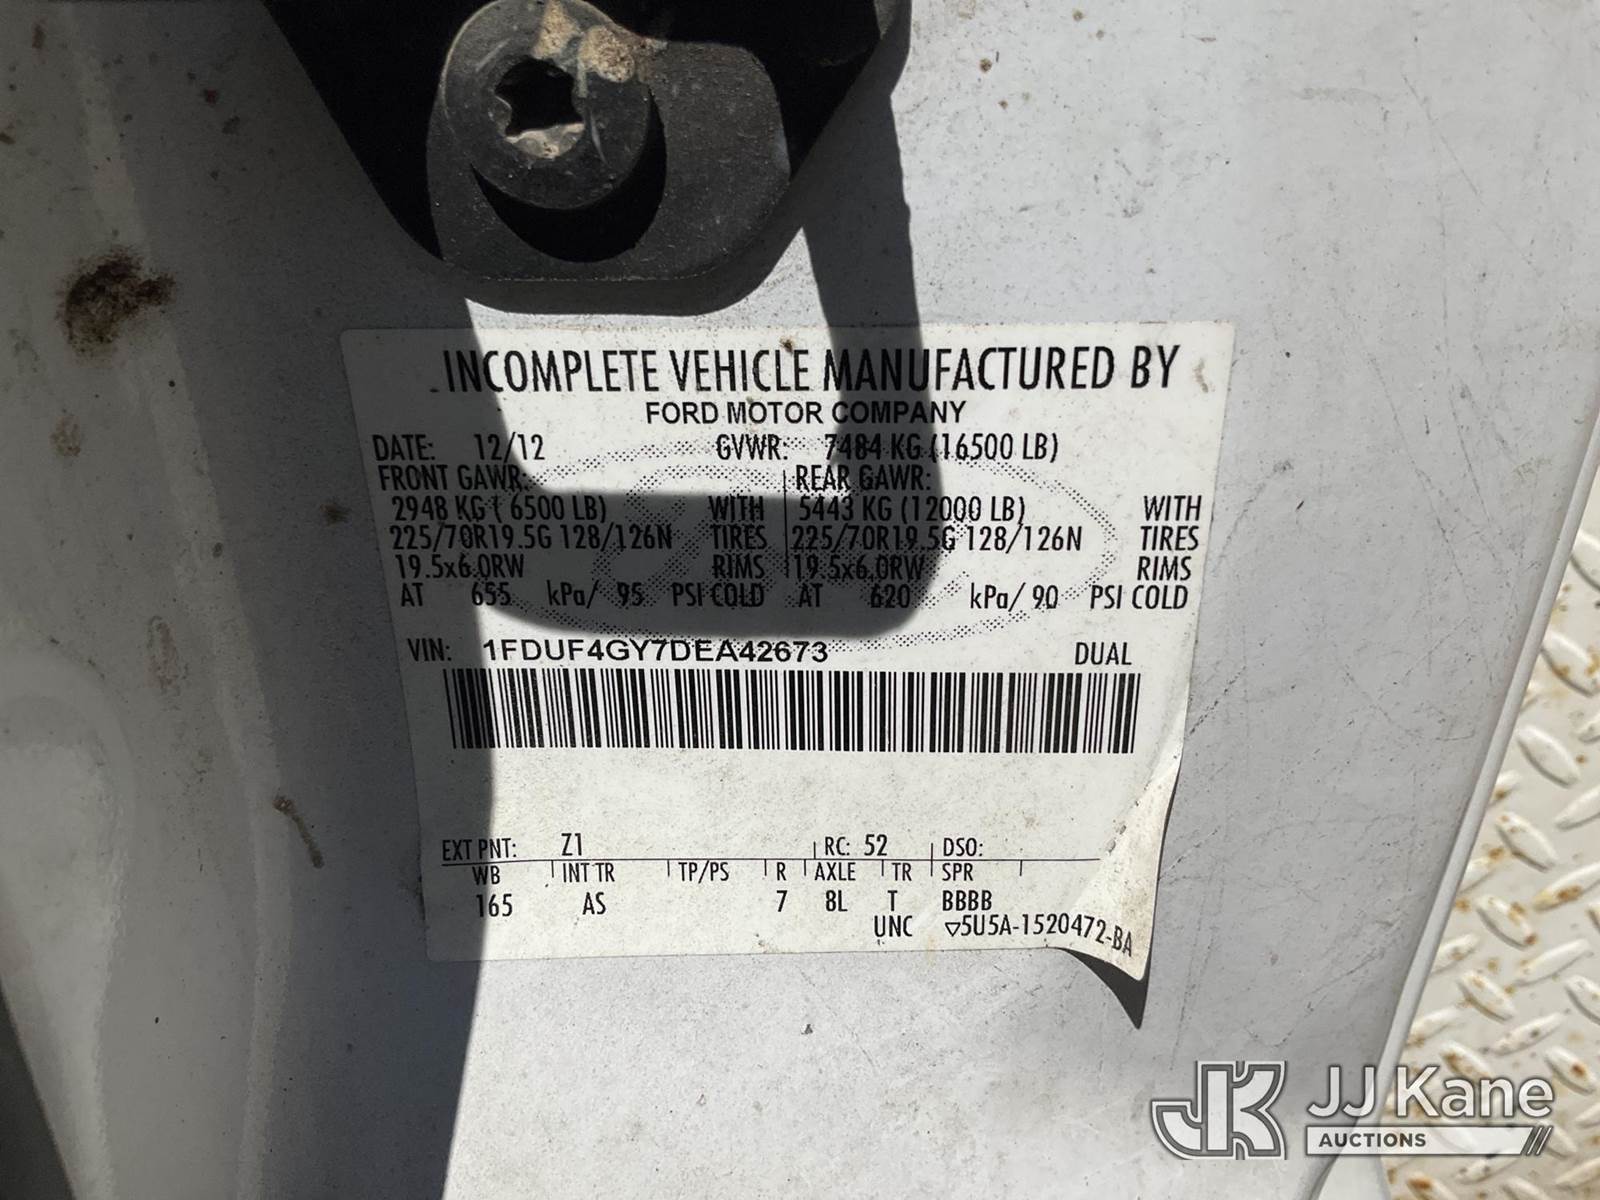 INCOMPLETE VEHICLE MANUFACTURED BY
FORD MOTOR COMPANY
DATE: 12/12 GVWR: 7484 KG (16500 LB)
FRONT GAWR: REAR GAWR:
2948 KG ( 6500 LB) WITH 5443 KG (12000 LB) WITH
225/70R19.5G 128/126N TIRES 225/70R19.5G 128/126N TIRES
19.5x6.0RW RIMS 19.5x6.0RW RIMS
AT 655 kPa/ 95 PSI COLD AT 620 kPa/ 90 PSI COLD
VIN: 1FDUF4GY7DEA42673 DUAL
EXT PNT: Z1 RC: 52 DSO:
WB INT TR TP/PS R AXLE TR SPR
165 AS 7 8L T BBBB
UNC ▽5U5A-1520472-BA
JK JJ Kane
AUCTIONS